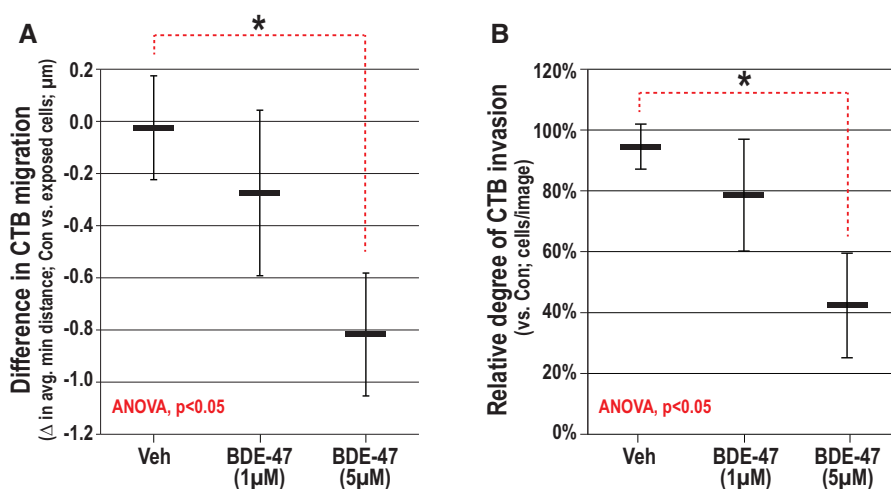 A
*
Difference in CTB migration
(△ in avg. min distance; Con vs. exposed cells; µm)
0.2
0.0
-0.2
-0.4
-0.6
-0.8
-1.0
-1.2
ANOVA, p<0.05
Veh
BDE-47
(1µM)
BDE-47
(5µM)
B
*
Relative degree of CTB invasion
(vs. Con; cells/image)
120%
100%
80%
60%
40%
20%
0%
ANOVA, p<0.05
Veh
BDE-47
(1µM)
BDE-47
(5µM)